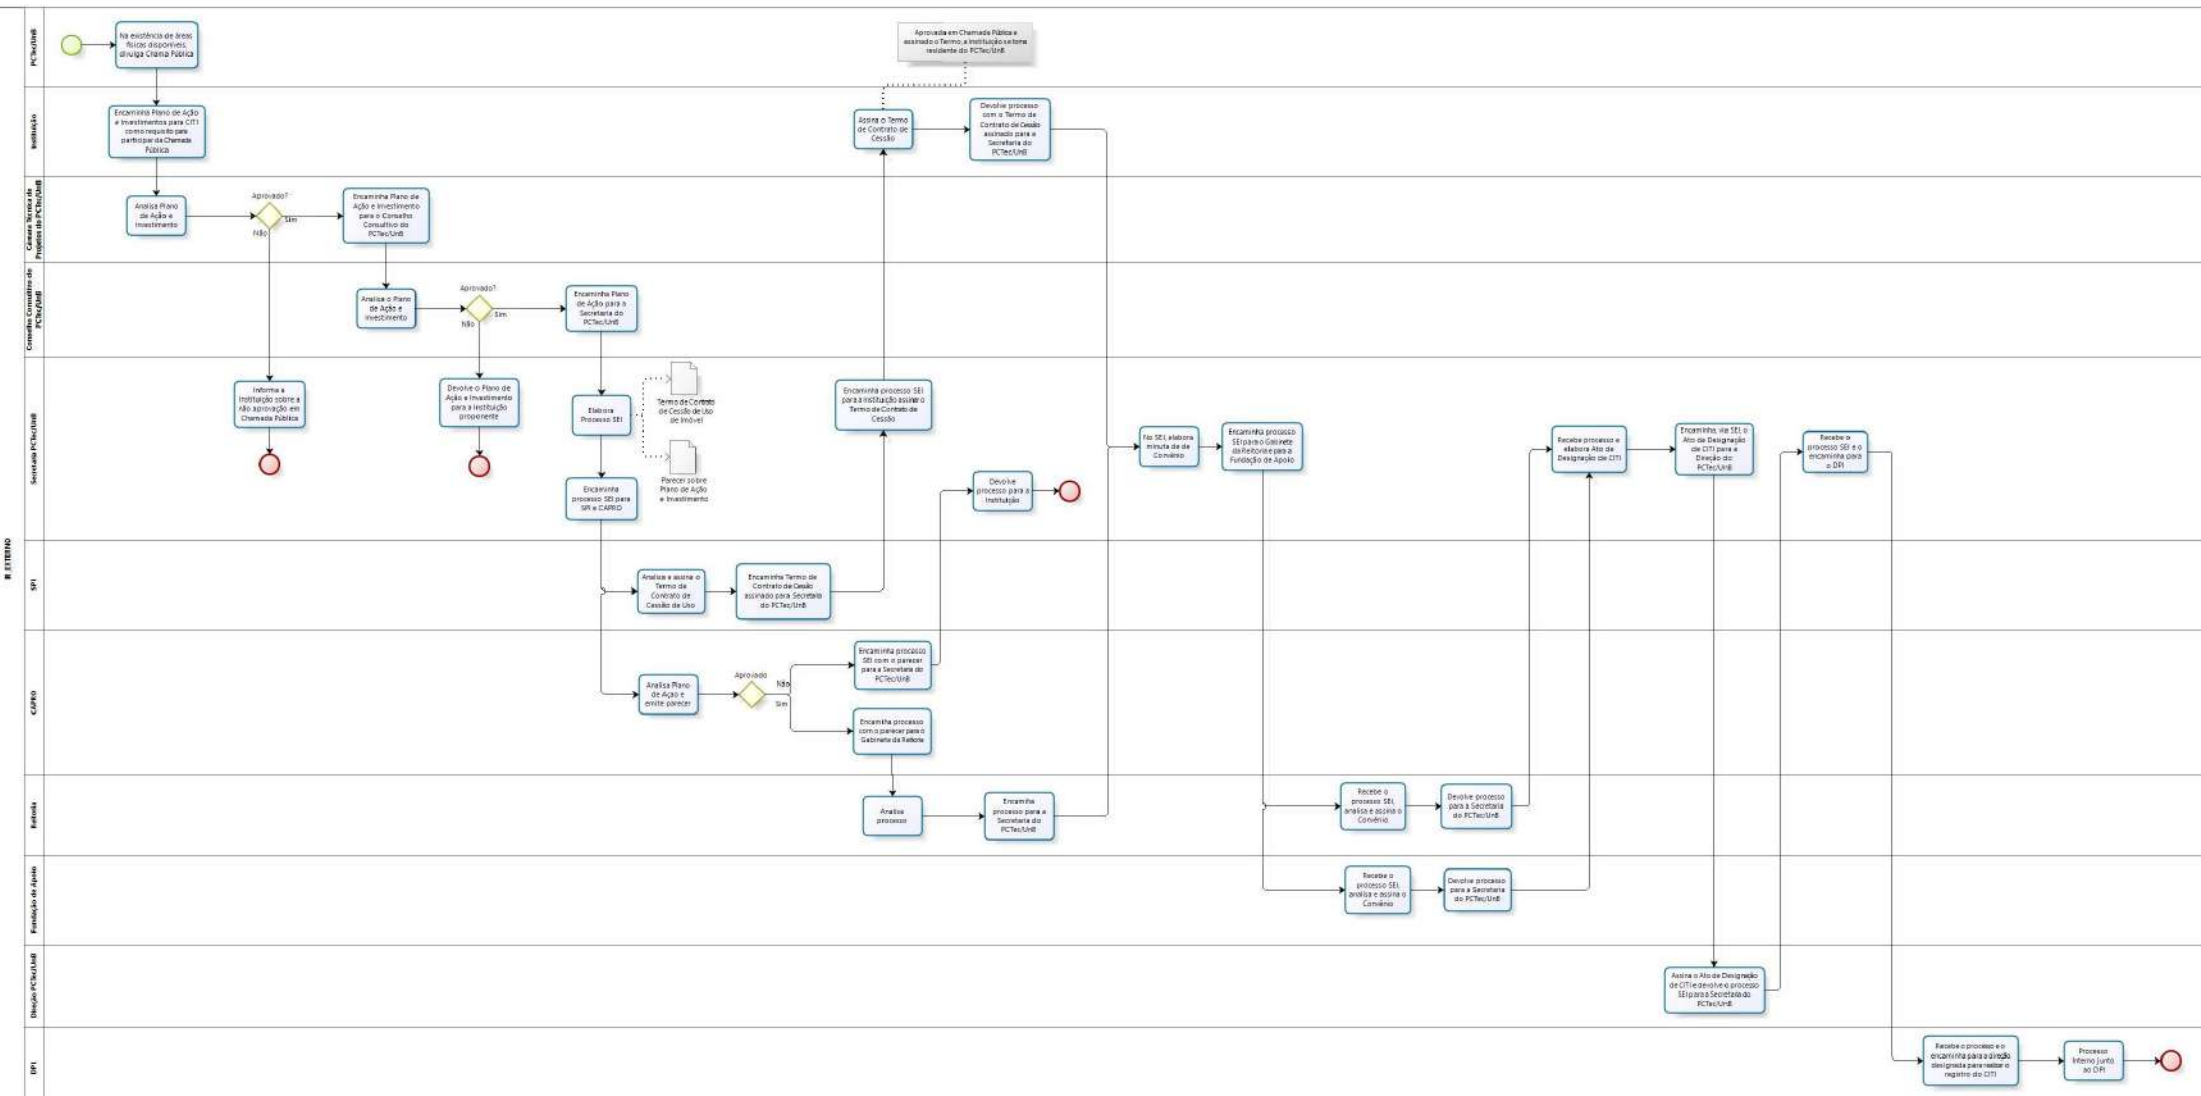 PCTec/UnB
Na existência de áreas
físicas disponíveis,
divulga Chama Pública
Aprovada em Chamada Pública e
assinado o Termo, a Instituição se torna
residente do PCTec/UnB
Instituição
Encaminha Plano de Ação
e Investimentos para CITI
como requisito para
participar da Chamada
Pública
Assina o Termo
de Contrato de
Cessão
Devolve processo
com o Termo de
Contrato de Cessão
assinado para a
Secretaria do
PCTec/UnB
Câmara Técnica de
Projetos do PCTec/UnB
Analisa Plano
de Ação e
Investimento
Aprovado?
Sim
Não
Encaminha Plano de
Ação e Investimento
para o Conselho
Consultivo do
PCTec/UnB
Conselho Consultivo do
PCTec/UnB
Analisa o Plano
de Ação e
Investimento
Aprovado?
Sim
Não
Encaminha Plano
de Ação para a
Secretaria do
PCTec/UnB
Secretaria PCTec/UnB
Informa a
Instituição sobre a
não aprovação em
Chamada Pública
Devolve o Plano de
Ação e Investimento
para a Instituição
proponente
Elabora
Processo SEI
Termo de Contrato
de Cessão de Uso
de Imóvel
Parecer sobre
Plano de Ação
e Investimento
Encaminha
processo SEI para
SPI e CAPRO
Encaminha processo SEI
para a Instituição assinar o
Termo de Contrato de
Cessão
Devolve
processo para a
Instituição
No SEI, elabora
minuta de de
Convênio
Encaminha processo
SEI para o Gabinete
da Reitoria e para a
Fundação de Apoio
Recebe processo e
elabora Ato de
Designação de CITI
Encaminha, via SEI, o
Ato de Designação
de CITI para a
Direção do
PCTec/UnB
Recebe o
processo SEI e o
encaminha para
o DPI
R_EXTERNO
SPI
Analisa e assina o
Termo de
Contrato de
Cessão de Uso
Encaminha Termo de
Contrato de Cessão
assinado para Secretaria
do PCTec/UnB
CAPRO
Analisa Plano
de Ação e
emite parecer
Aprovado
Não
Sim
Encaminha processo
SEI com o parecer
para a Secretaria do
PCTec/UnB
Encaminha processo
com o parecer para o
Gabinete da Reitoria
Reitoria
Analisa
processo
Encaminha
processo para a
Secretaria do
PCTec/UnB
Recebe o
processo SEI,
analisa e assina o
Convênio
Devolve processo
para a Secretaria
do PCTec/UnB
Fundação de Apoio
Recebe o
processo SEI,
analisa e assina o
Convênio
Devolve processo
para a Secretaria
do PCTec/UnB
Direção PCTec/UnB
Assina o Ato de Designação
de CITI e devolve o processo
SEI para a Secretaria do
PCTec/UnB
DPI
Recebe o processo e o
encaminha para a direção
designada para realizar o
registro do CITI
Processo
Interno junto
ao DPI